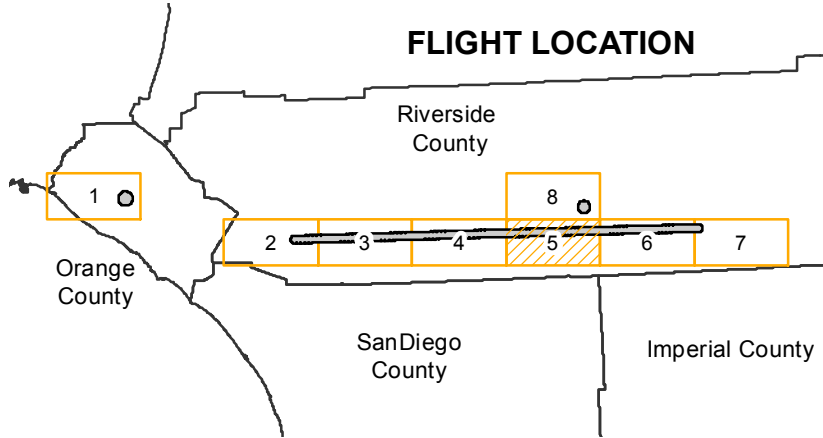 FLIGHT LOCATION
Riverside
County
1
8
2
3
4
5
6
7
Orange
County
SanDiego
County
Imperial County